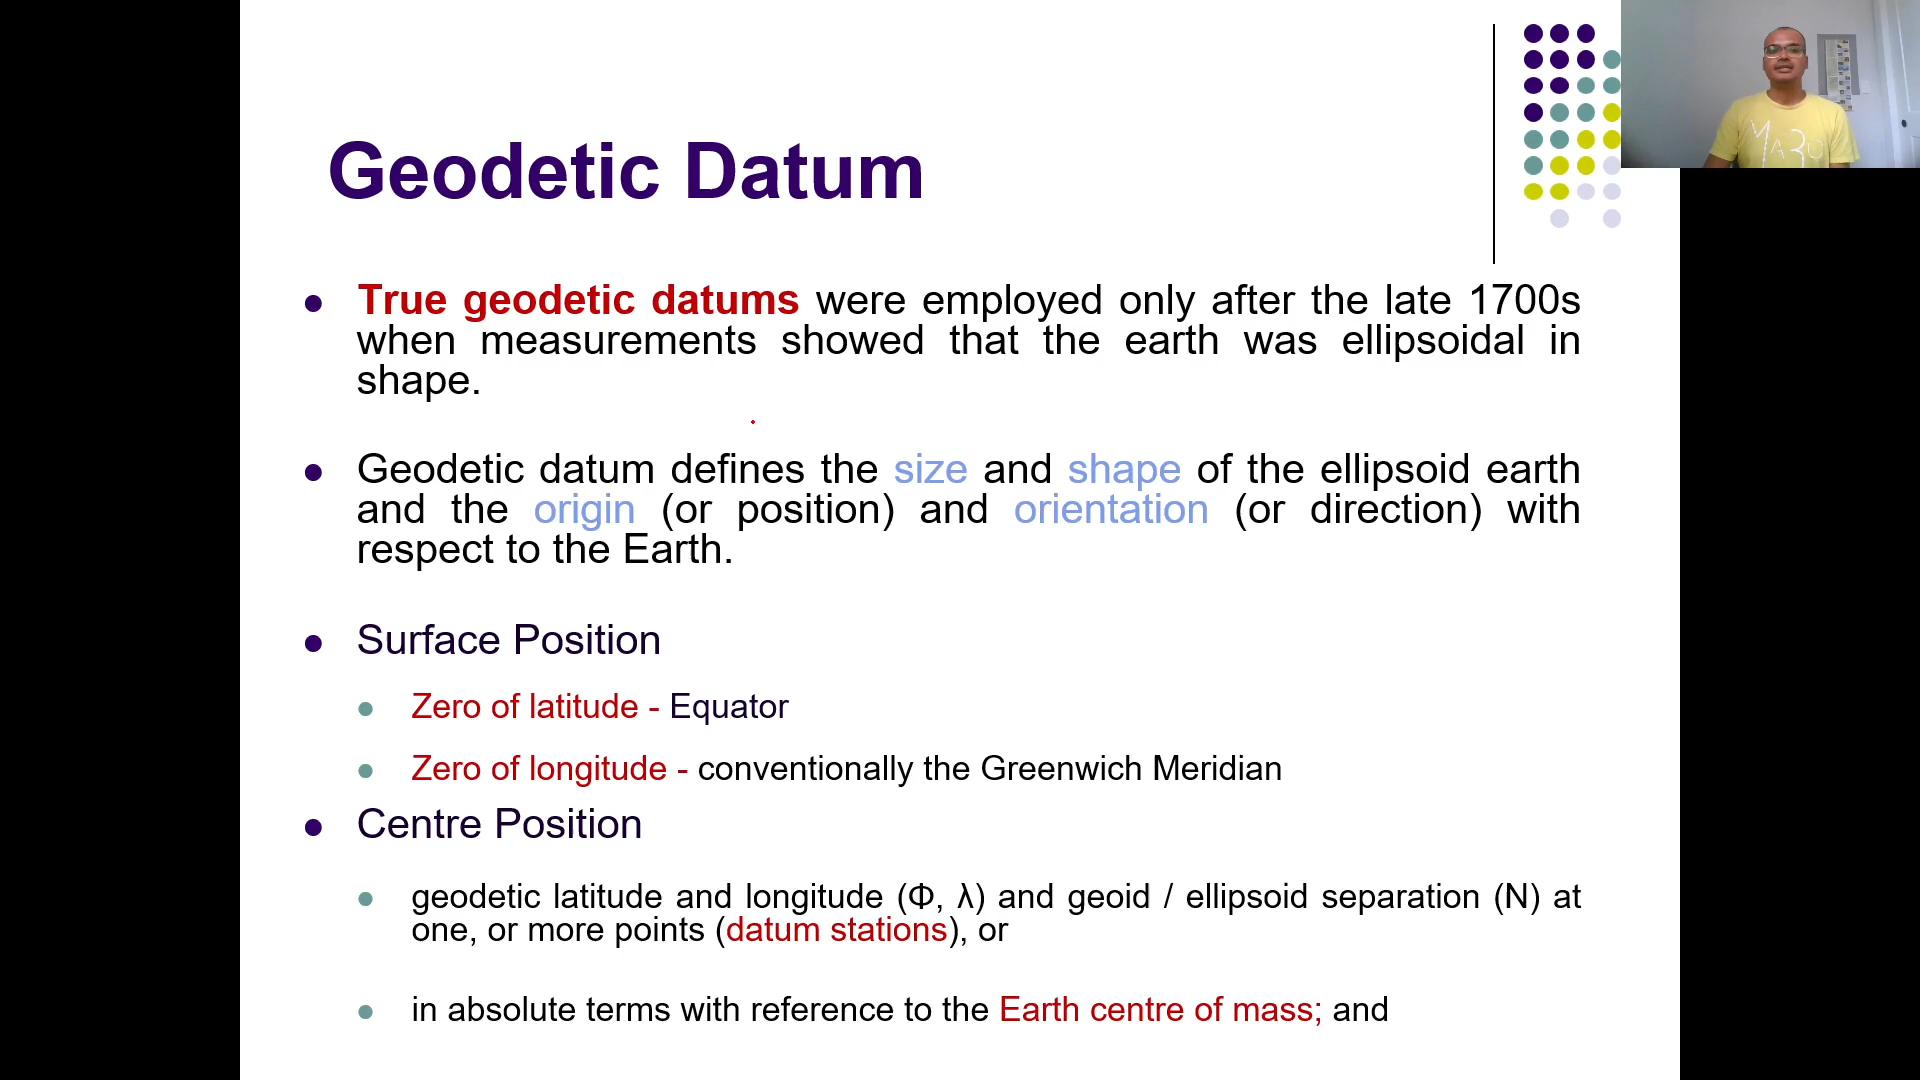 Geodetic Datum
True geodetic datums were employed only after the late 1700s
when measurements showed that the earth was ellipsoidal in
shape.
Geodetic datum defines the size and shape of the ellipsoid earth
and the origin (or position) and orientation (or direction) with
respect to the Earth.
Surface Position
Zero of latitude - Equator
Zero of longitude - conventionally the Greenwich Meridian
Centre Position
geodetic latitude and longitude (Φ, λ) and geoid / ellipsoid separation (N) at
one, or more points (datum stations), or
in absolute terms with reference to the Earth centre of mass; and